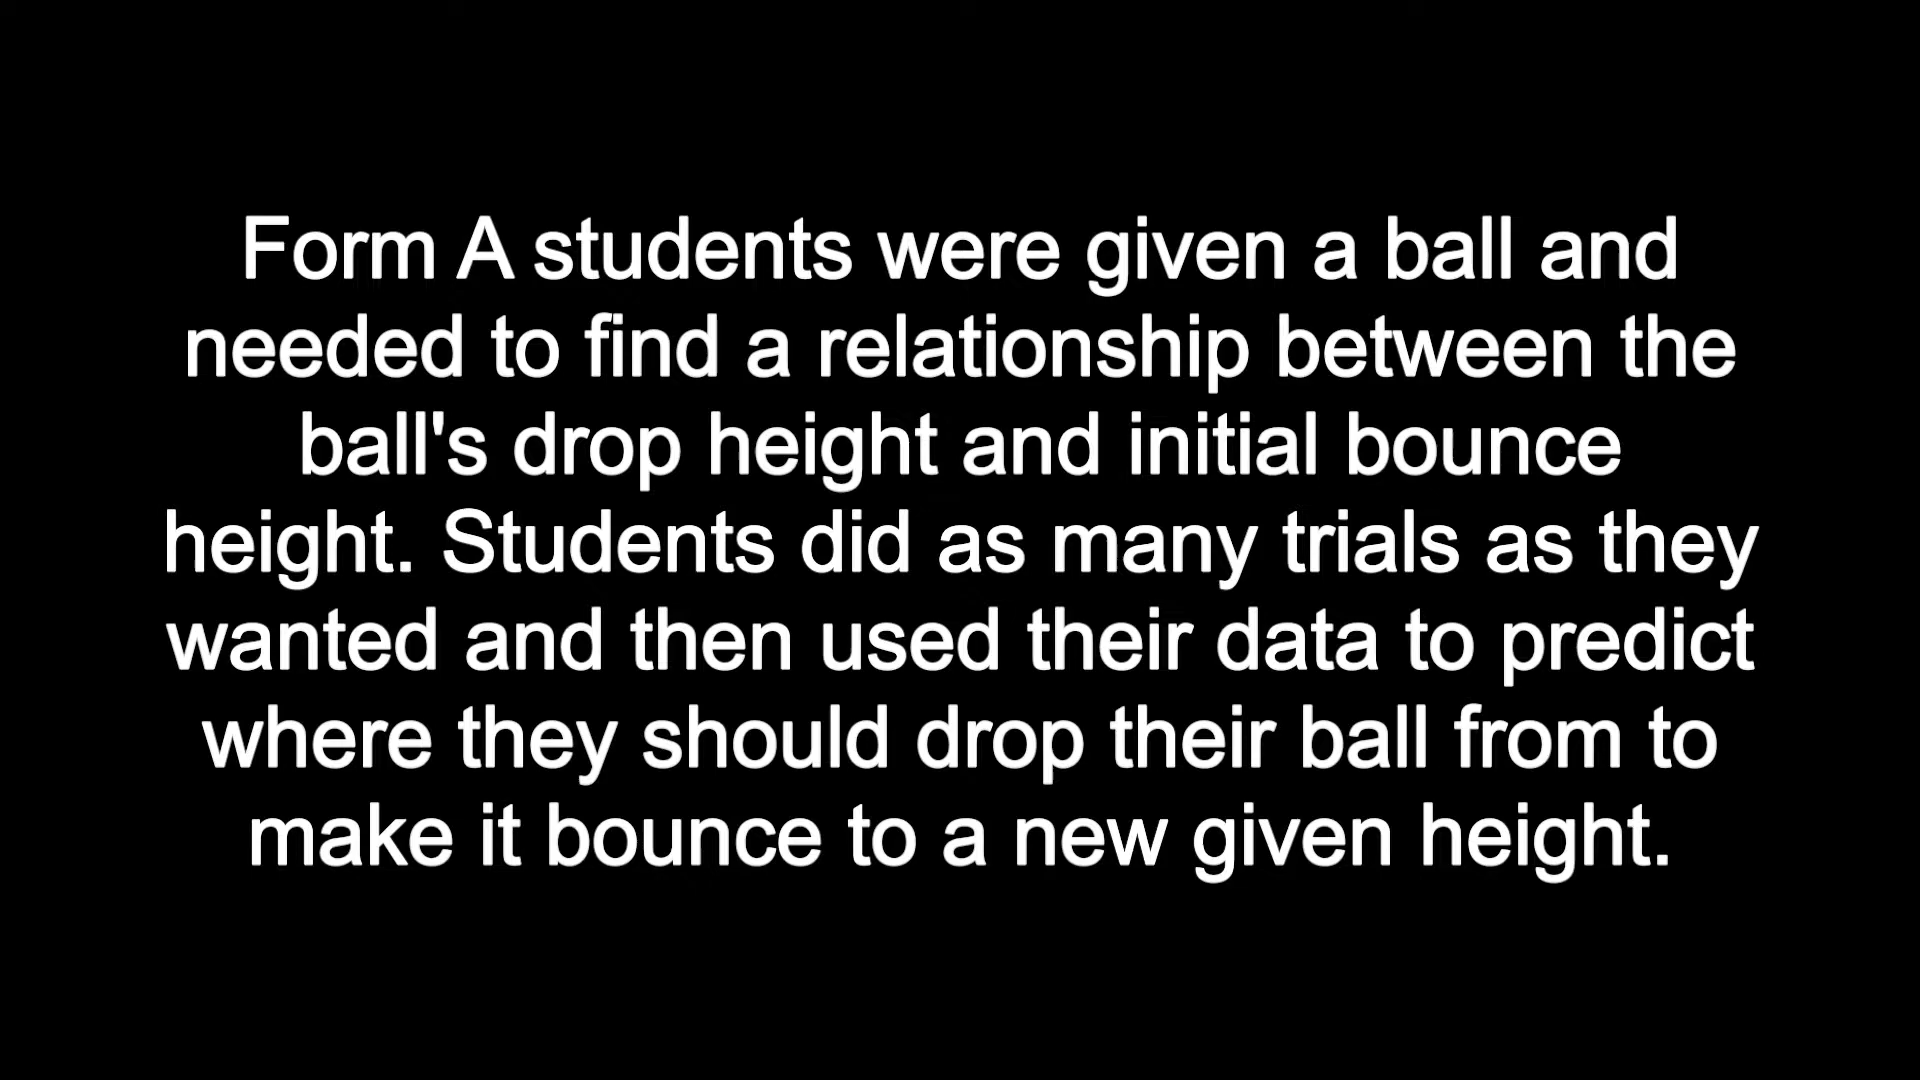 Form A students were given a ball and
needed to find a relationship between the
ball's drop height and initial bounce
height. Students did as many trials as they
wanted and then used their data to predict
where they should drop their ball from to
make it bounce to a new given height.